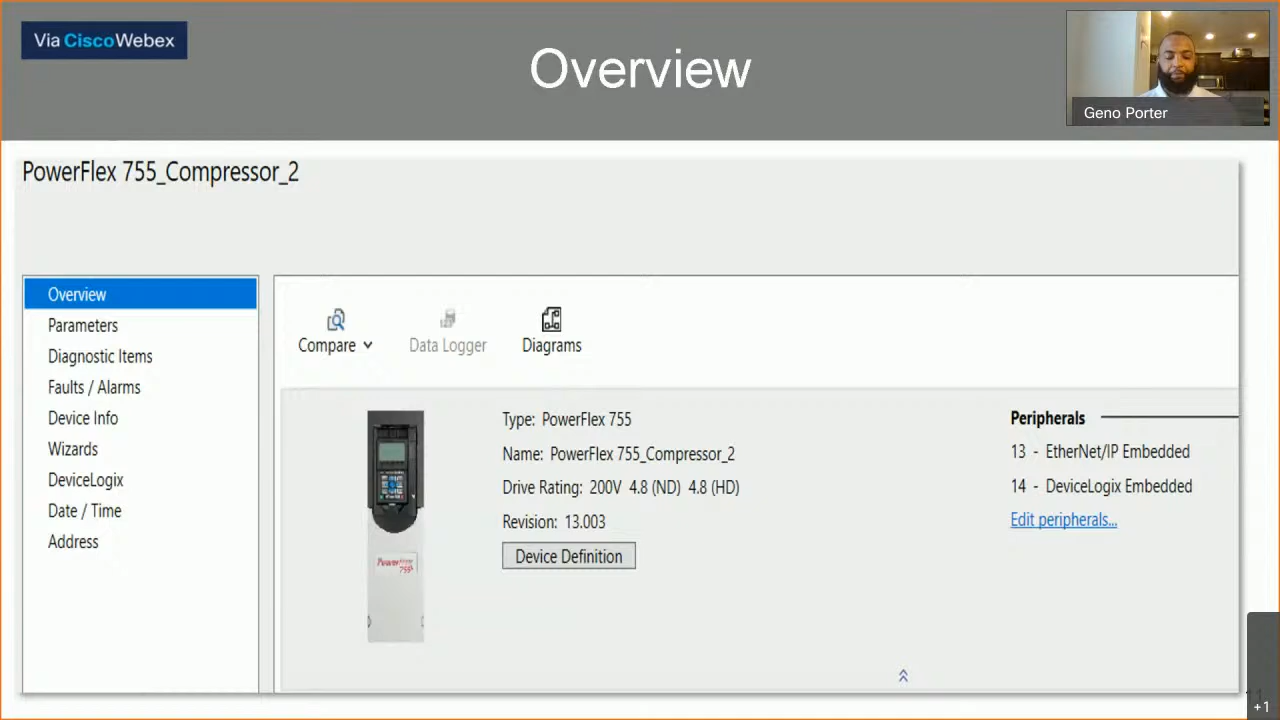 Via CiscoWebex
Overview
Geno Porter
PowerFlex 755_Compressor_2
Overview
Parameters
Diagnostic Items
Faults / Alarms
Device Info
Wizards
DeviceLogix
Date / Time
Address
Compare
Data Logger
Diagrams
Type: PowerFlex 755
Name: PowerFlex 755_Compressor_2
Drive Rating: 200V 4.8 (ND) 4.8 (HD)
Revision: 13.003
Device Definition
Peripherals
13 - EtherNet/IP Embedded
14 - DeviceLogix Embedded
Edit peripherals...
11
+1